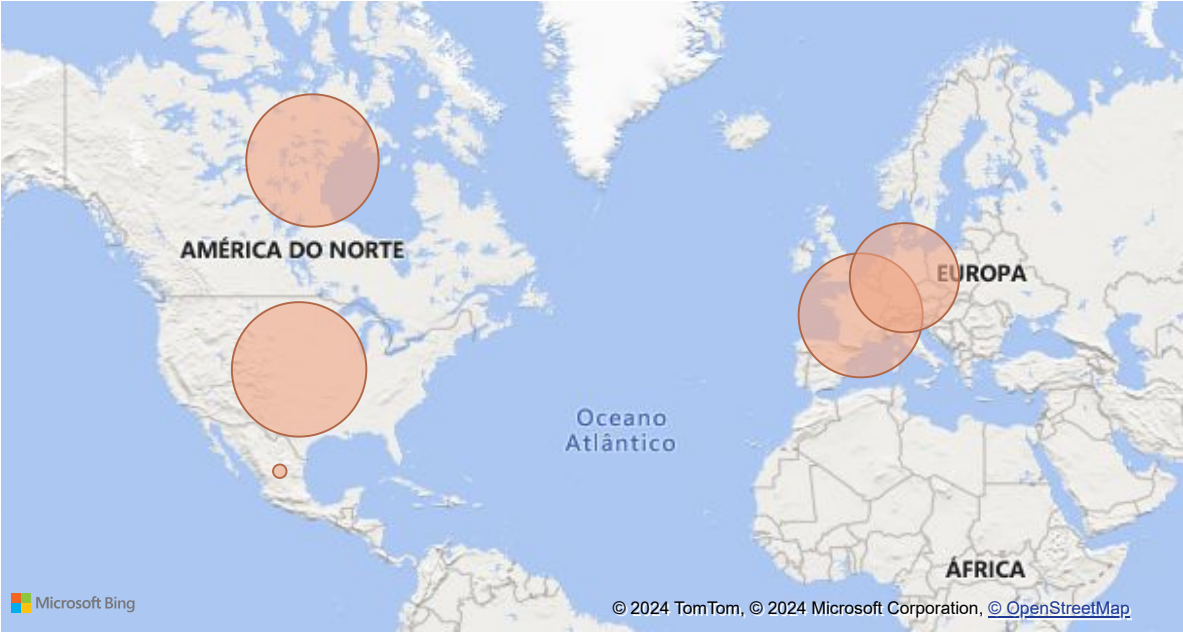 AMÉRICA DO NORTE
EUROPA
Oceano
Atlântico
ÁFRICA
Microsoft Bing
© 2024 TomTom, © 2024 Microsoft Corporation, © OpenStreetMap